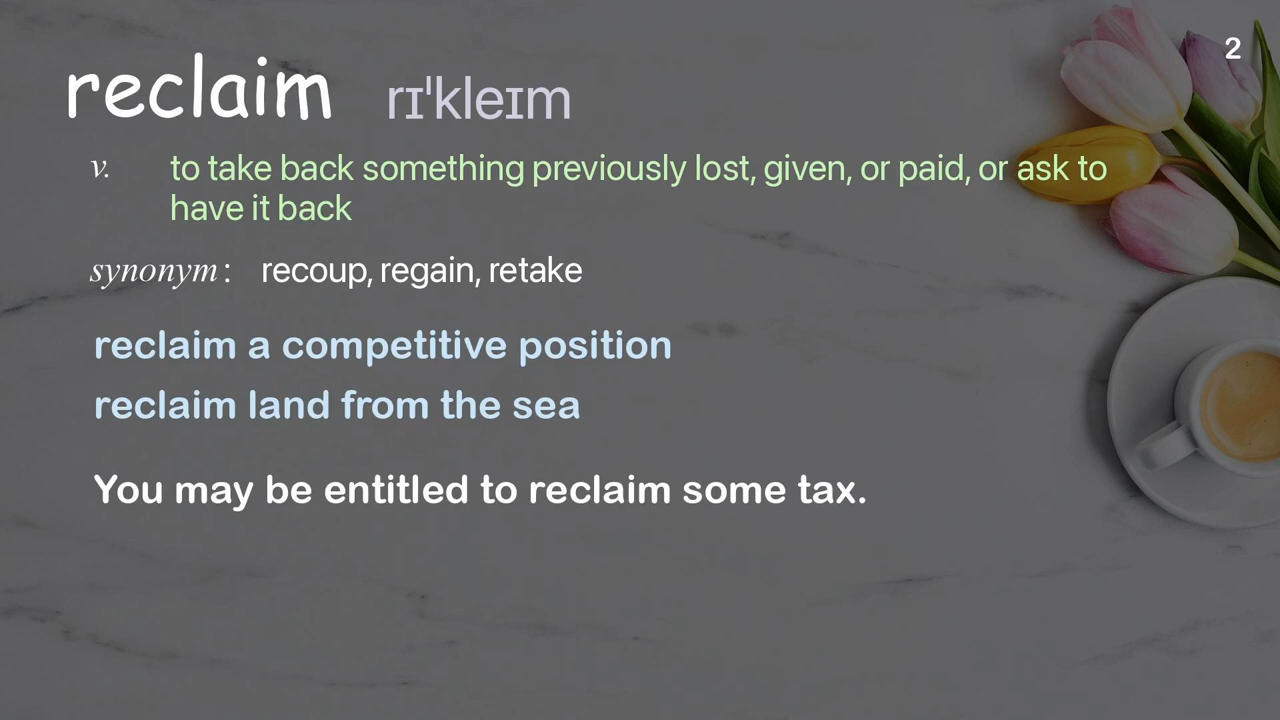 2
reclaim rɪˈkleɪm
v. to take back something previously lost, given, or paid, or ask to
have it back
synonym: recoup, regain, retake
reclaim a competitive position
reclaim land from the sea
You may be entitled to reclaim some tax.